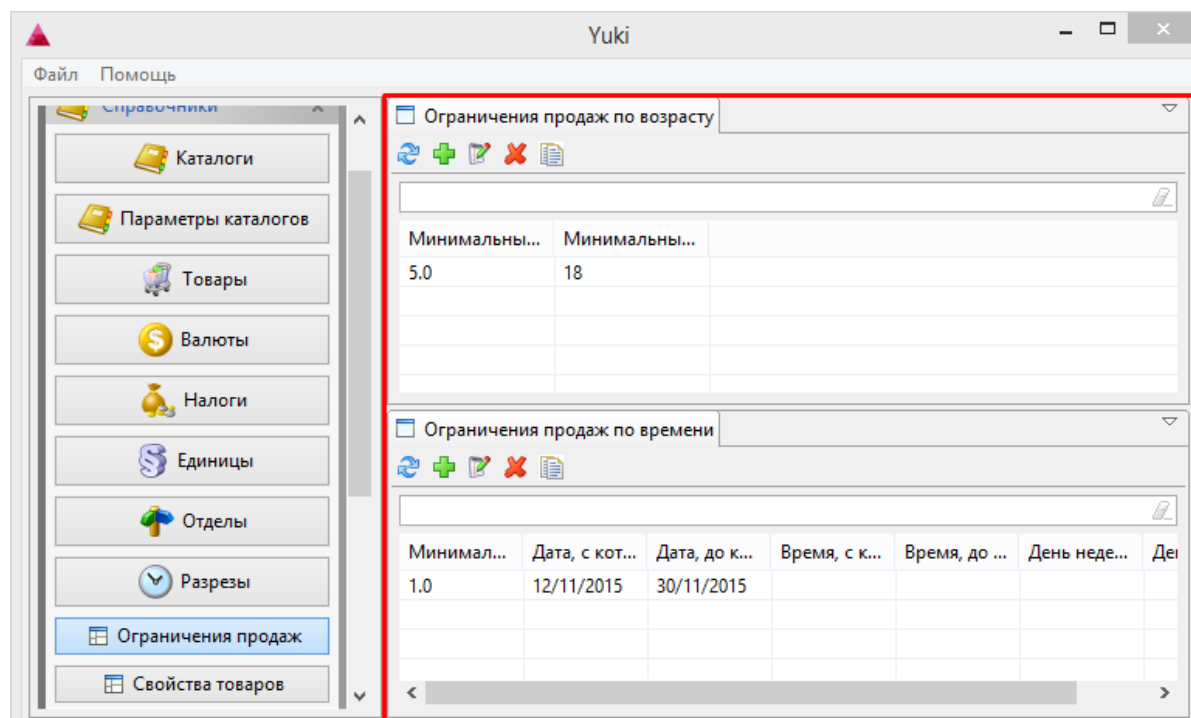 Yuki
Файл Помощь
Справочники
Каталоги
Параметры каталогов
Товары
Валюты
Налоги
Единицы
Отделы
Разрезы
Ограничения продаж
Свойства товаров
Ограничения продаж по возрасту
Минимальны... Минимальны...
5.0 18
Ограничения продаж по времени
Минимал... Дата, с кот... Дата, до к... Время, с к... Время, до ... День неде... Де
1.0 12/11/2015 30/11/2015